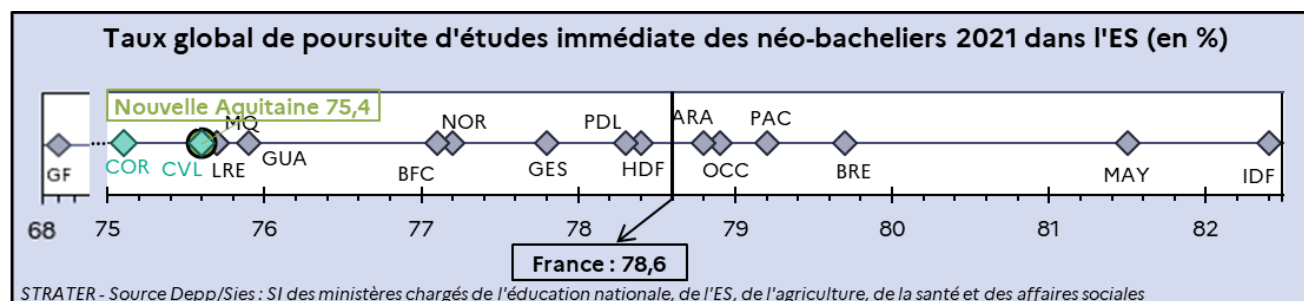 Taux global de poursuite d'études immédiate des néo-bacheliers 2021 dans l'ES (en %)
Nouvelle Aquitaine 75,4
MQ NOR PDL ARA PAC
GF COR CVL LRE GUA BFC GES HDF OCC BRE MAY IDF
68 75 76 77 78 79 80 81 82
France : 78,6
STRATER - Source Depp/Sies : SI des ministères chargés de l'éducation nationale, de l'ES, de l'agriculture, de la santé et des affaires sociales